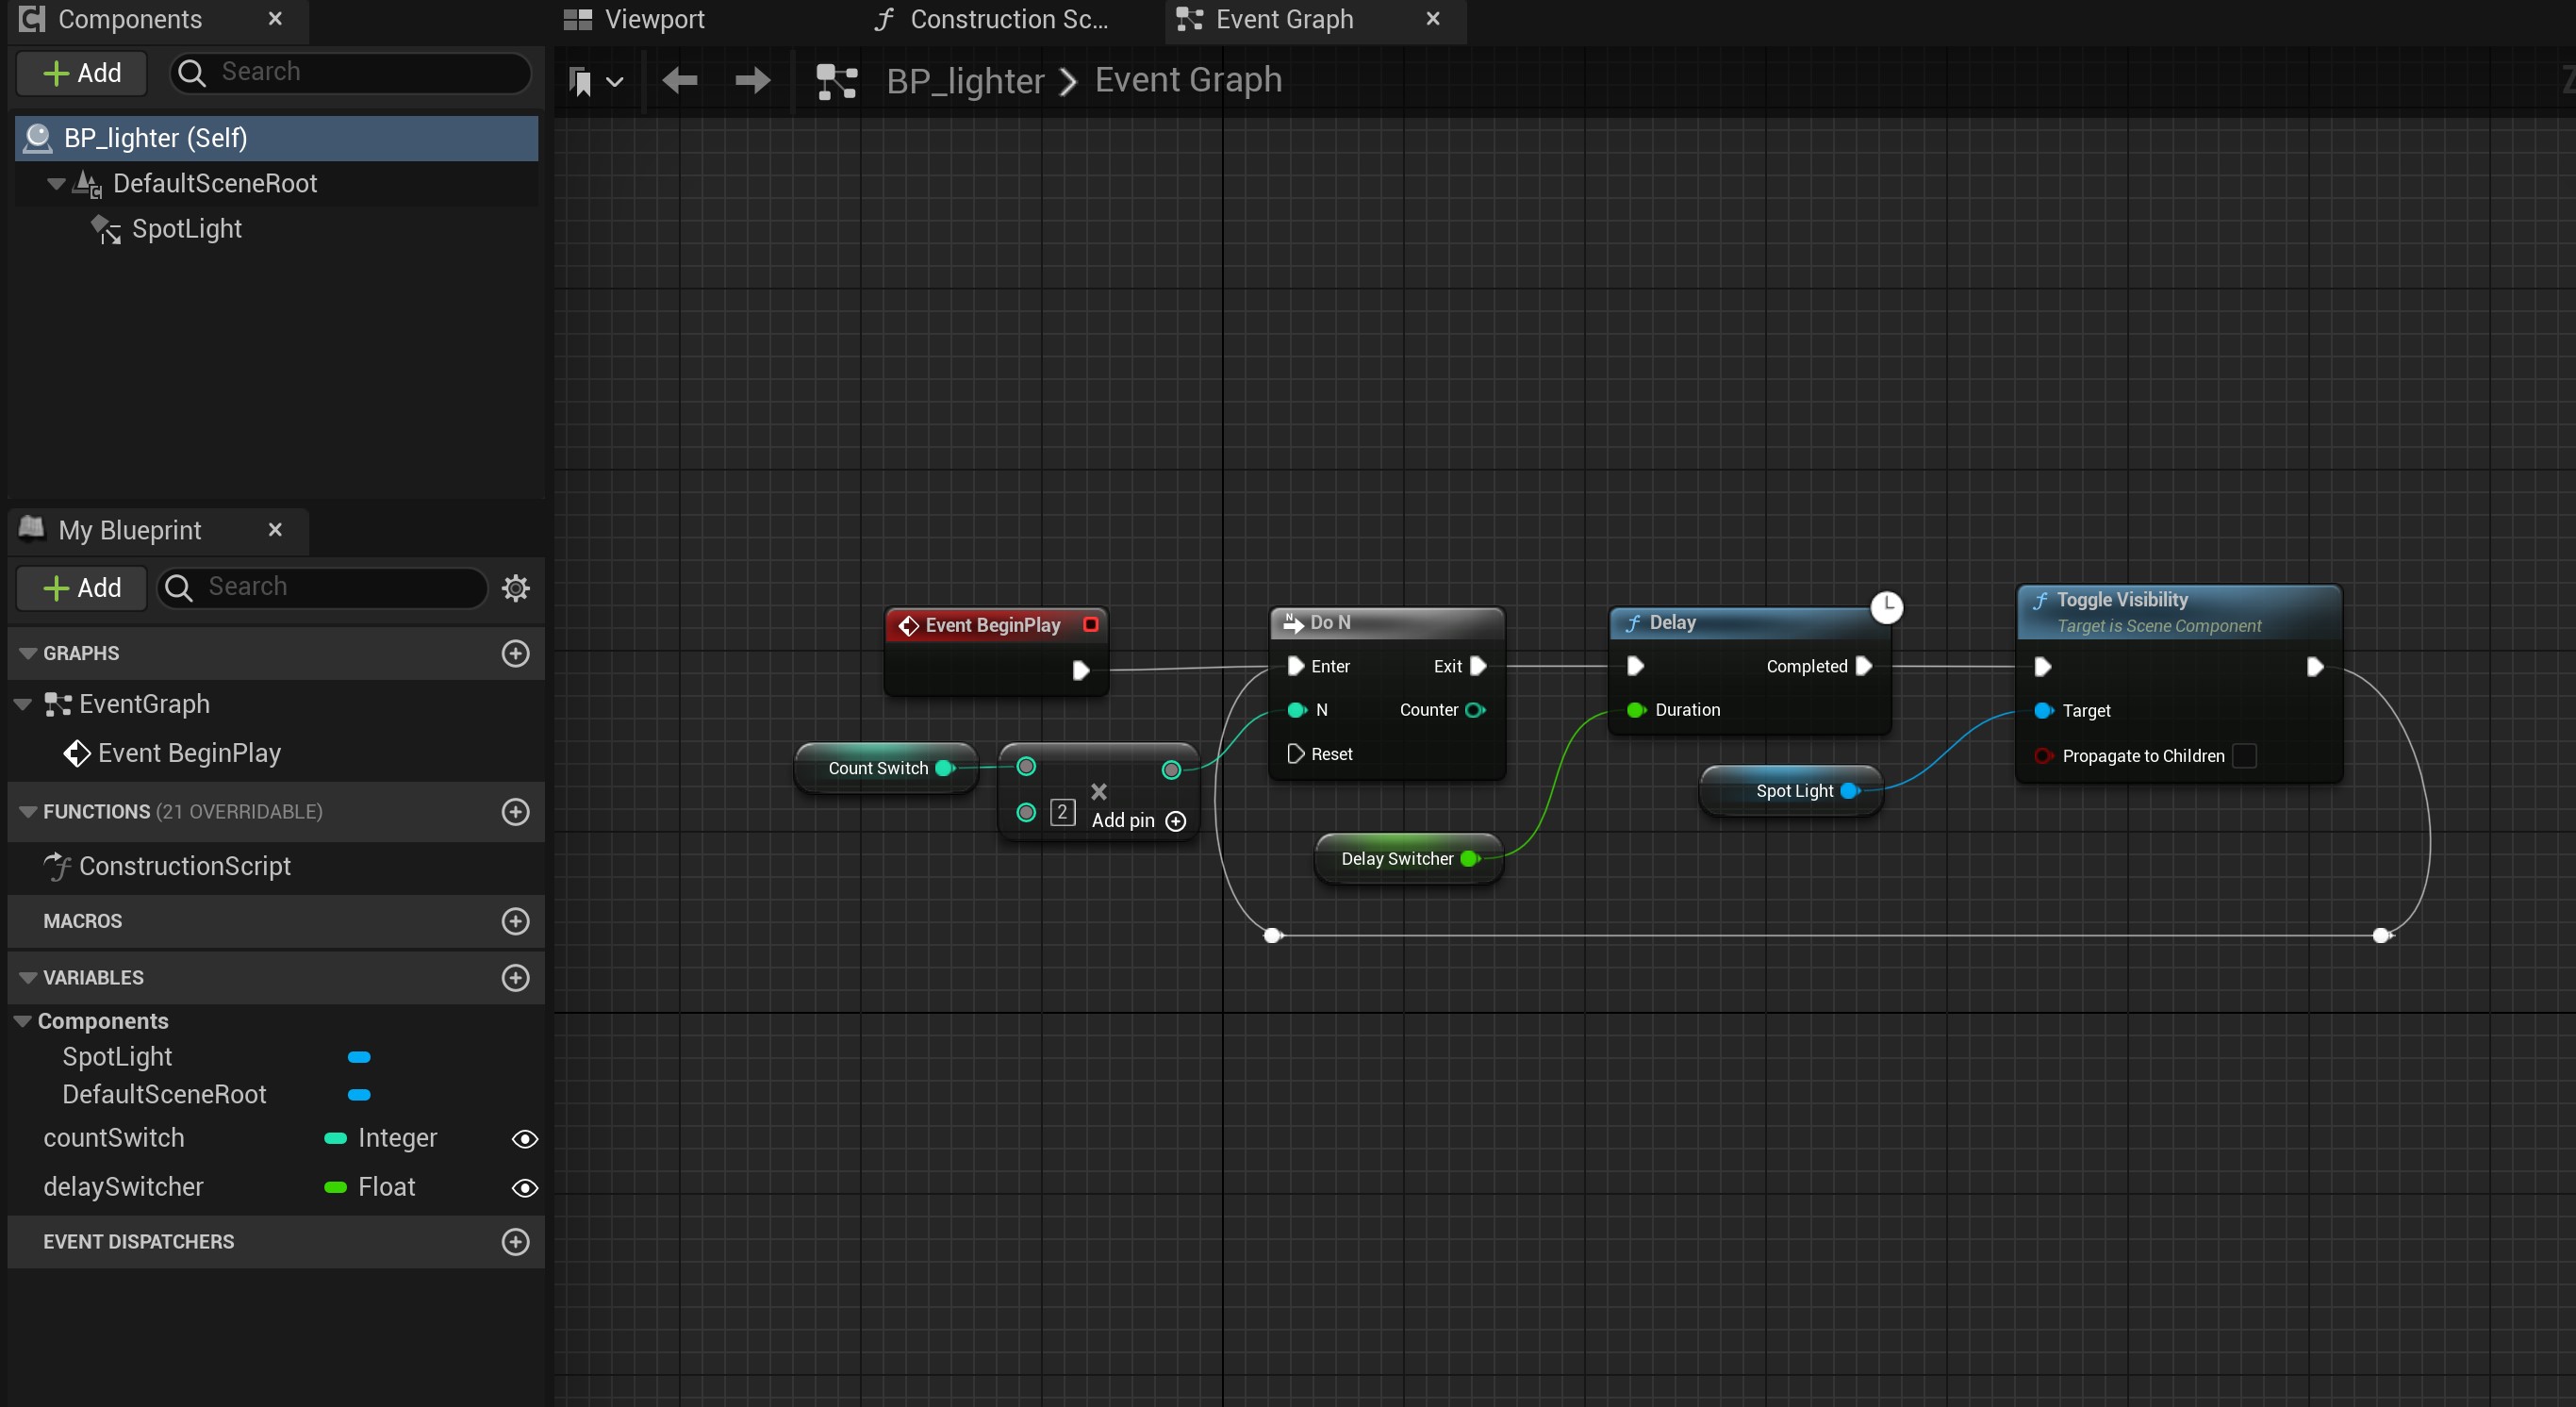 Components
Add
Search
BP_lighter (Self)
DefaultSceneRoot
SpotLight
My Blueprint
Add
Search
GRAPHS
EventGraph
Event BeginPlay
FUNCTIONS (21 OVERRIDABLE)
ConstructionScript
MACROS
VARIABLES
Components
SpotLight
DefaultSceneRoot
countSwitch Integer
delaySwitcher Float
EVENT DISPATCHERS
Viewport
Construction Sc...
Event Graph
BP_lighter > Event Graph
Event BeginPlay
Count Switch
2
Add pin
Do N
Enter Exit
N Counter
Reset
Delay Switcher
Delay
Completed
Duration
Spot Light
Toggle Visibility
Target is Scene Component
Target
Propagate to Children